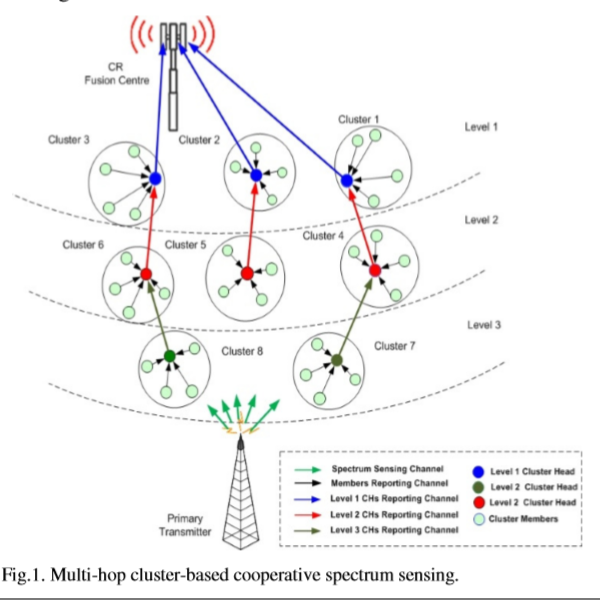 CR
Fusion Centre
Cluster 1
Cluster 2
Cluster 3
Level 1
Level 2
Cluster 4
Cluster 5
Cluster 6
Level 3
Cluster 7
Cluster 8
Primary
Transmitter
Spectrum Sensing Channel
Members Reporting Channel
Level 1 CHs Reporting Channel
Level 2 CHs Reporting Channel
Level 3 CHs Reporting Channel
Level 1 Cluster Head
Level 2 Cluster Head
Level 2 Cluster Head
Cluster Members
Fig.1. Multi-hop cluster-based cooperative spectrum sensing.